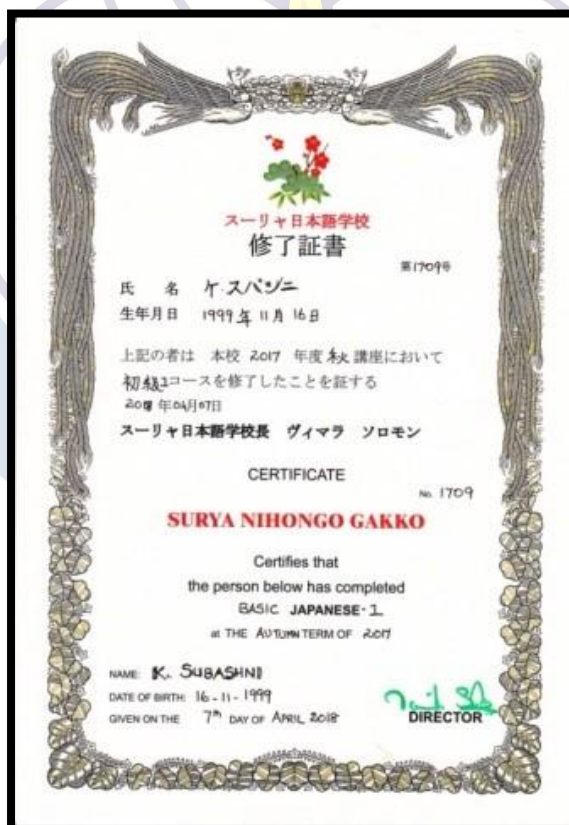 スーリャ日本語学校
修了証書
第1709号
氏 名 ケ.スバシニ
生年月日 1999年11月16日
上記の者は 本校 2017 年度秋講座において
初級1コースを修了したことを証する
2018年04月07日
スーリャ日本語学校長 ヴィマラ ソロモン
CERTIFICATE
No. 1709
SURYA NIHONGO GAKKO
Certifies that
the person below has completed
BASIC JAPANESE-1
at THE AUTUMN TERM OF 2017
NAME: K. SUBASHNI
DATE OF BIRTH: 16-11-1999
GIVEN ON THE 7th DAY OF APRIL 2018
DIRECTOR